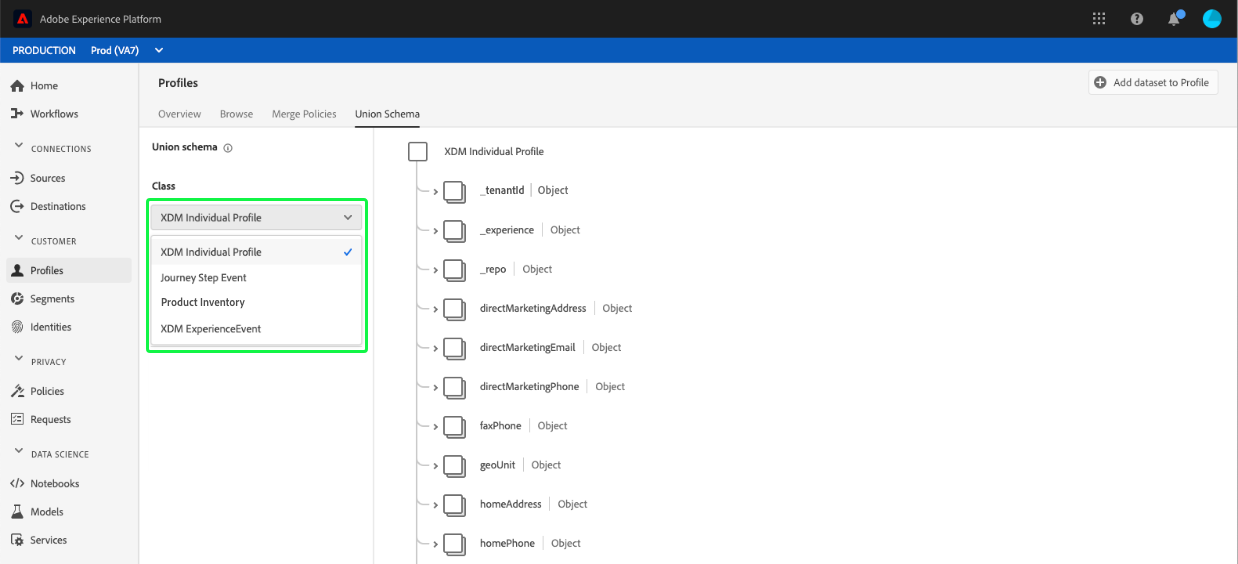 Adobe Experience Platform
PRODUCTION Prod (VA7)
Home
Workflows
CONNECTIONS
Sources
Destinations
CUSTOMER
Profiles
Segments
Identities
PRIVACY
Policies
Requests
DATA SCIENCE
Notebooks
Models
Services
Profiles
Add dataset to Profile
Overview Browse Merge Policies Union Schema
Union schema
Class
XDM Individual Profile
XDM Individual Profile
Journey Step Event
Product Inventory
XDM ExperienceEvent
XDM Individual Profile
_tenantId Object
_experience Object
_repo Object
directMarketingAddress Object
directMarketingEmail Object
directMarketingPhone Object
faxPhone Object
geoUnit Object
homeAddress Object
homePhone Object